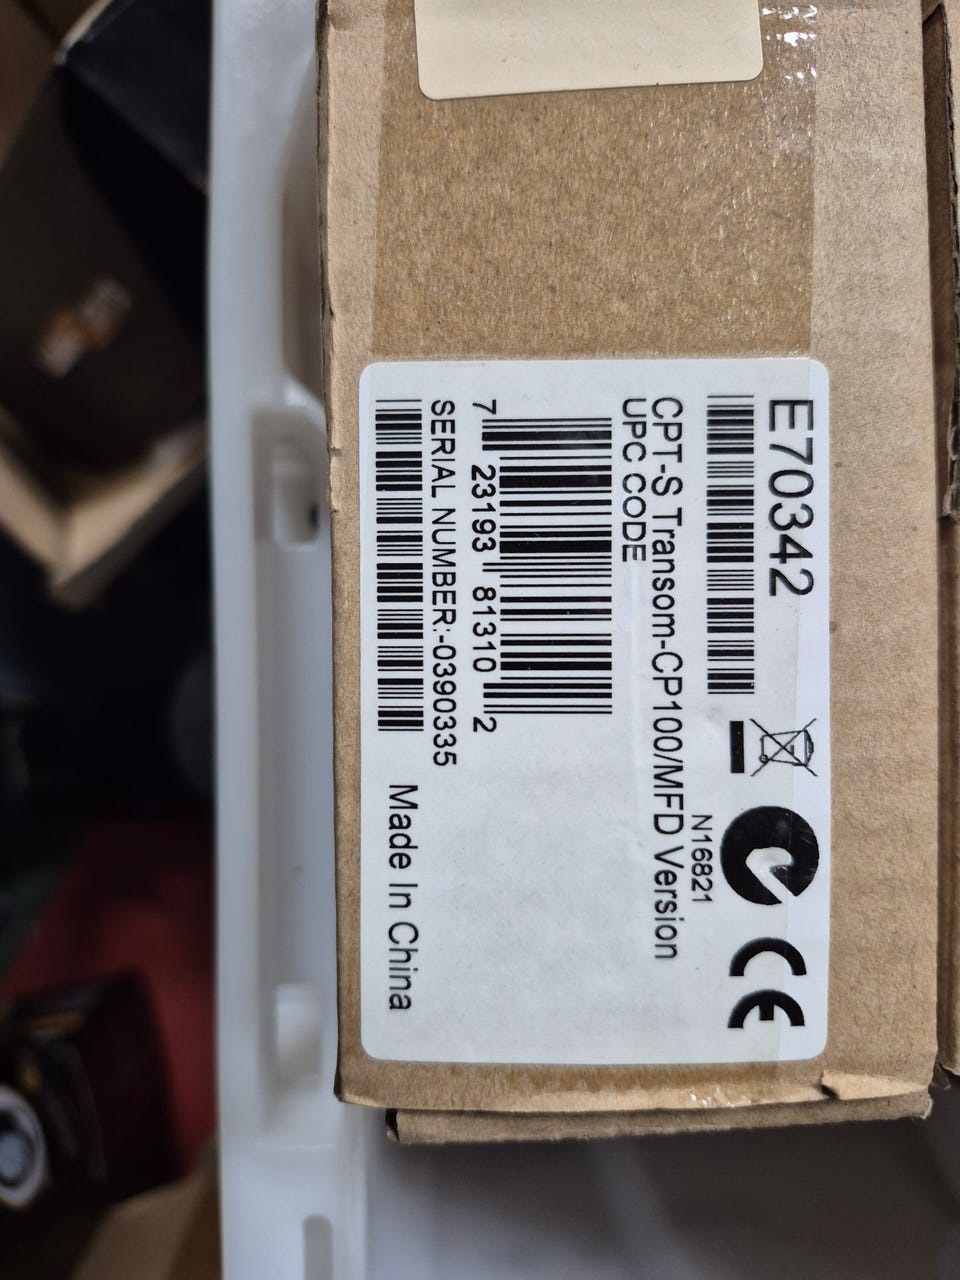 E70342
N16821
CPT-S Transom-CP100/MFD Version
UPC CODE
7 23193 81310 2
SERIAL NUMBER:-0390335
Made In China